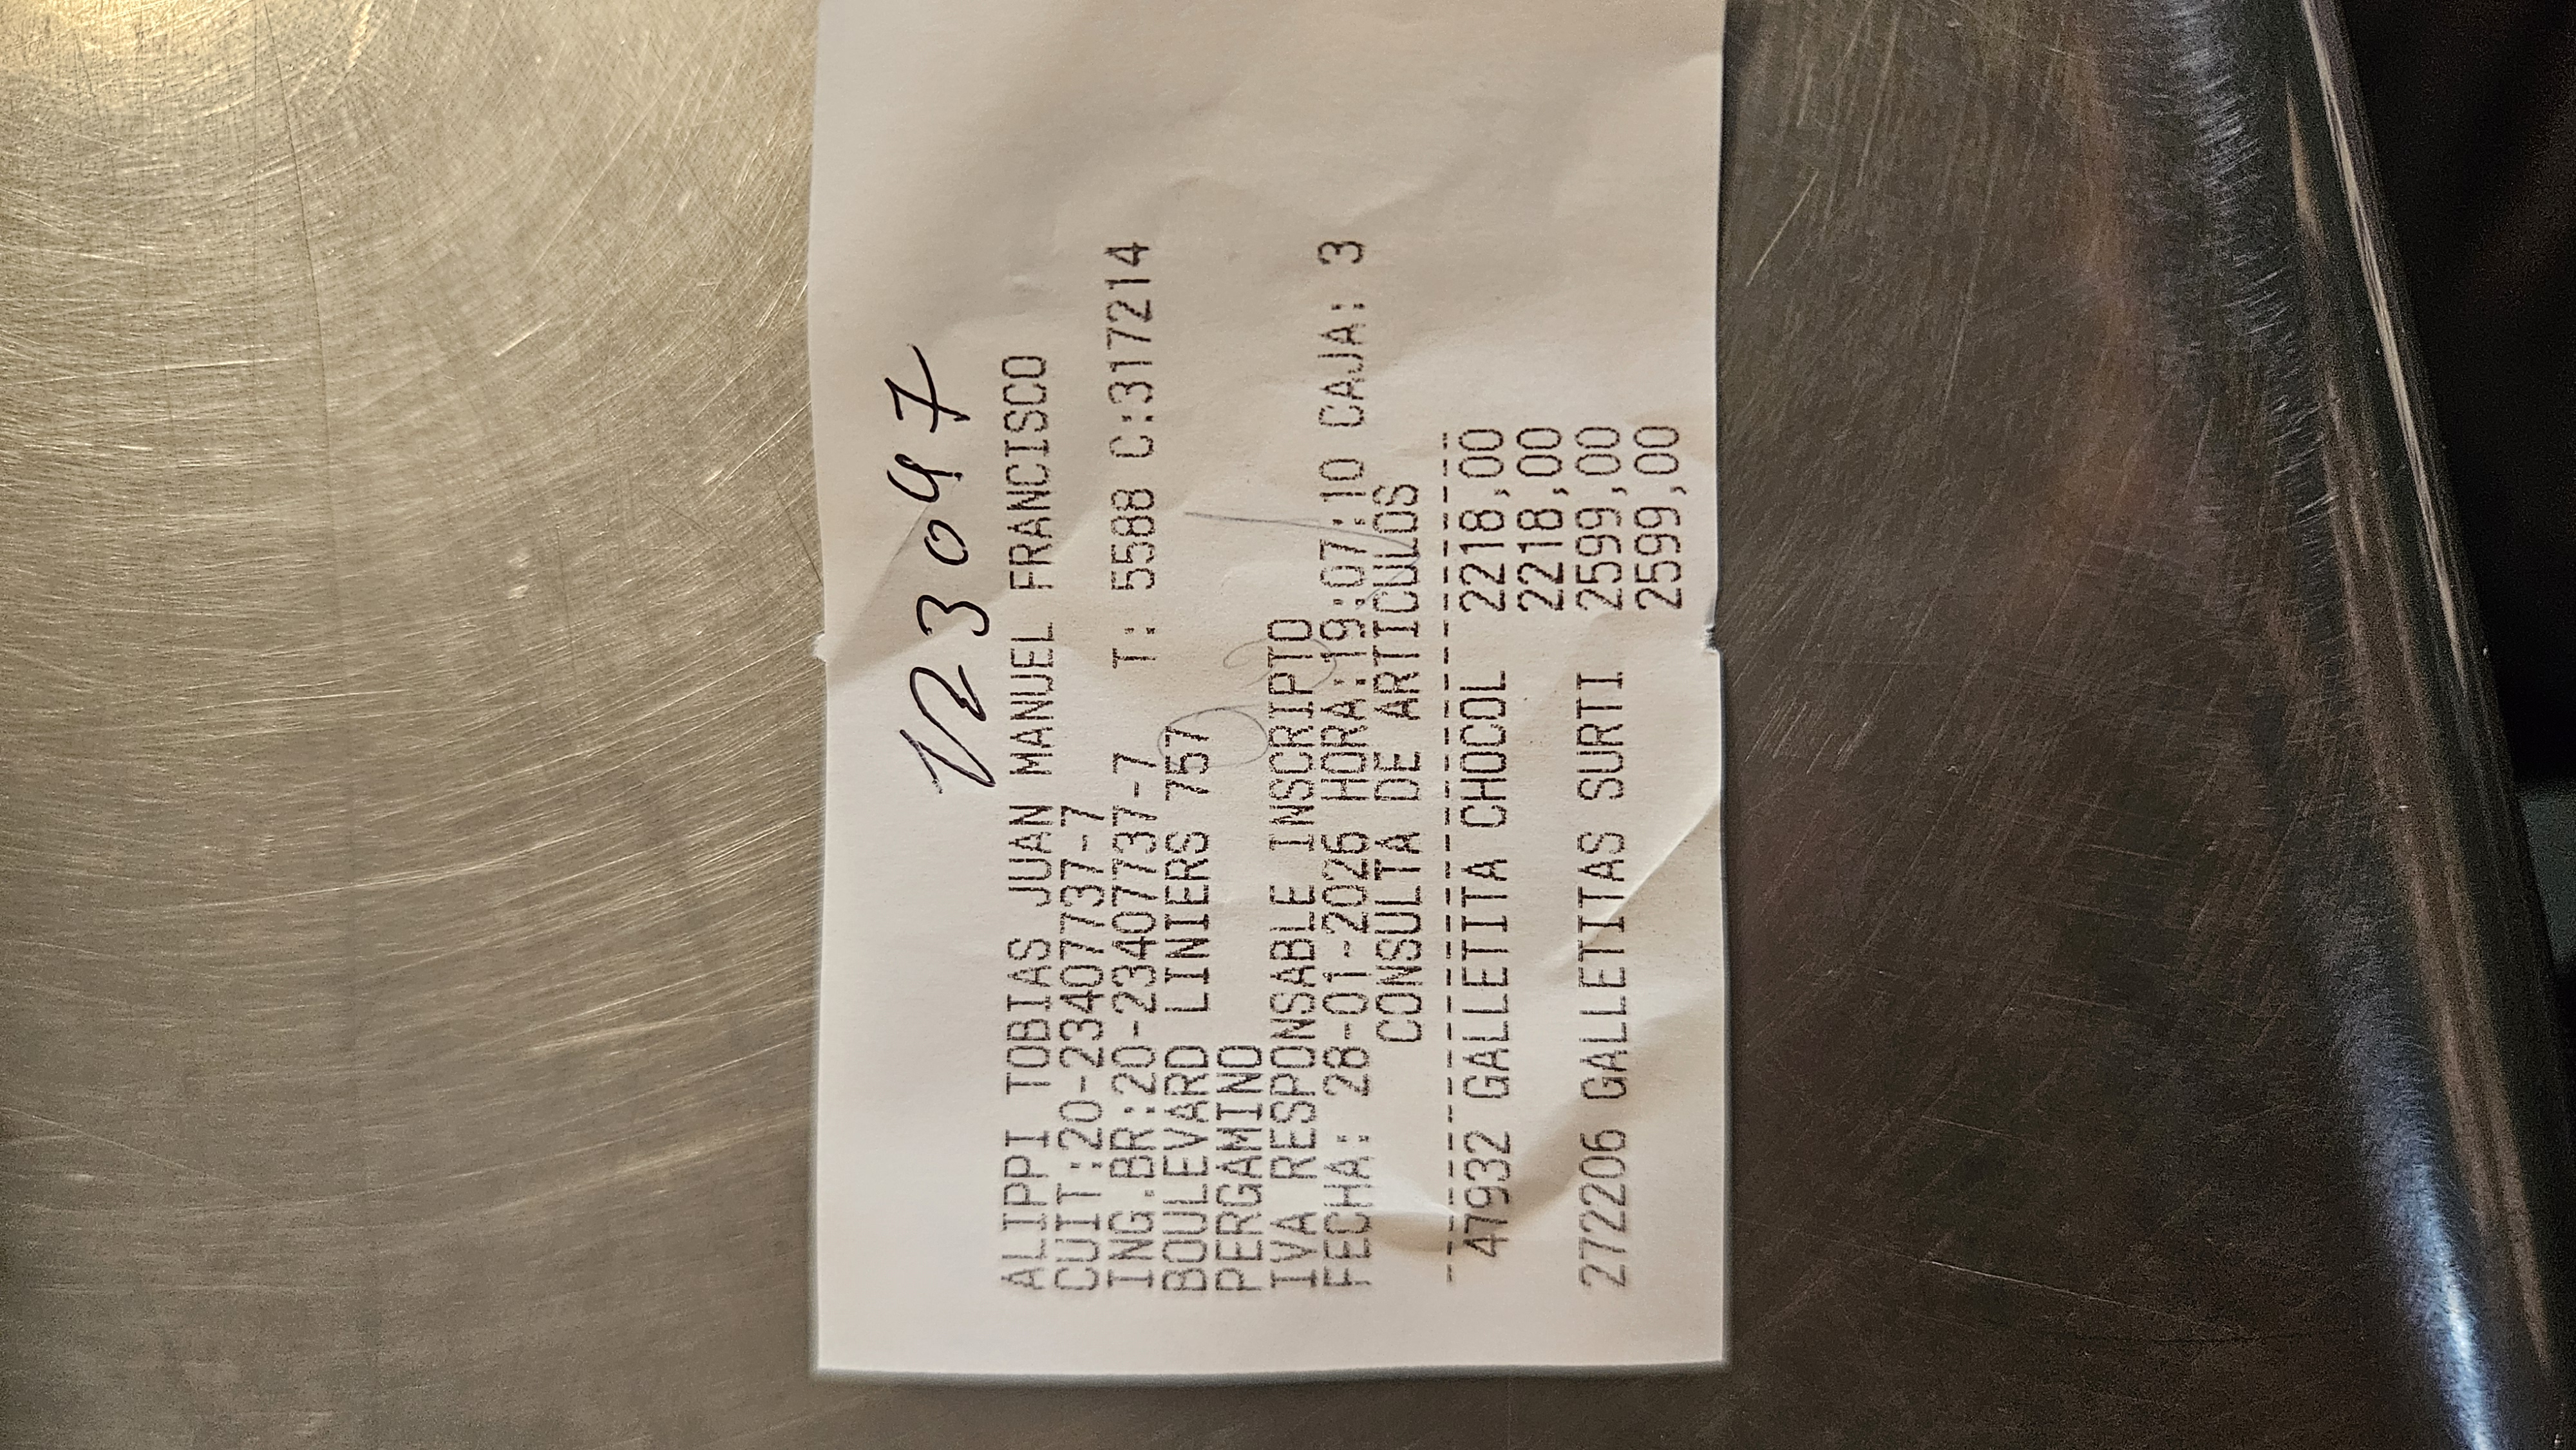 123047
ALIPPI TOBIAS JUAN MANUEL FRANCISCO
CUIT:20-23407737-7
ING.BR:20-23407737-7 T: 5588 C:317214
BOULEVARD LINIERS 757
PERGAMINO
IVA RESPONSABLE INSCRIPTO
FECHA: 28-01-2026 HORA:19:07:10 CAJA: 3
CONSULTA DE ARTICULOS
47932 GALLETITA CHOCOL 2218,00
2218,00
272206 GALLETITAS SURTI 2599,00
2599,00